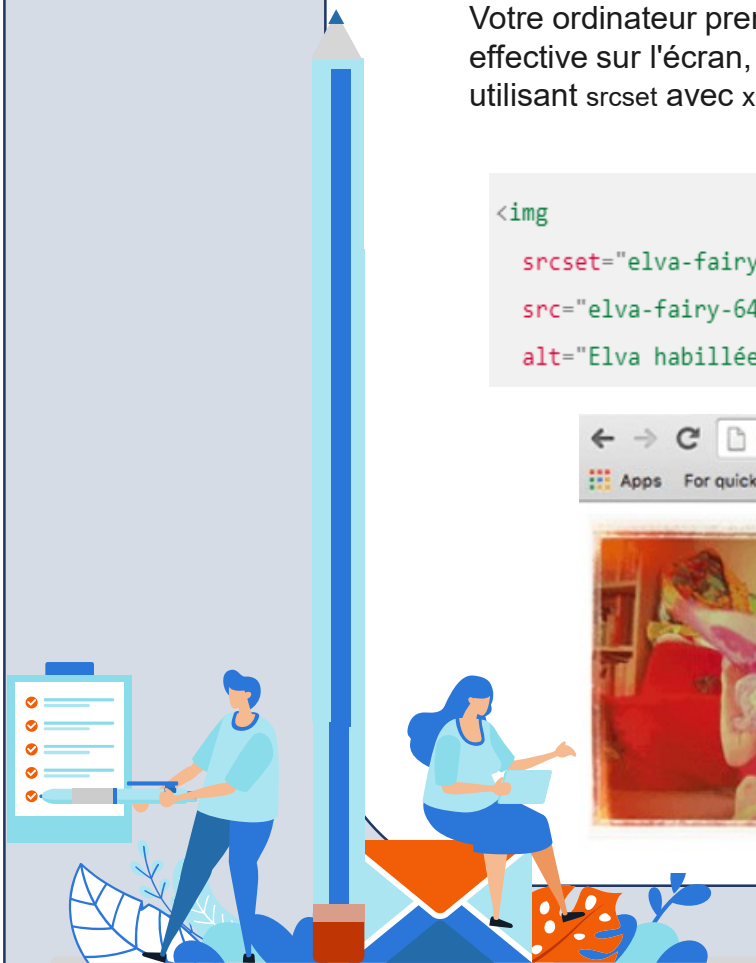 Votre ordinateur
effective sur l'écran,
utilisant srcset avec x
<img
srcset="elva-fairy
src="elva-fairy-64
alt="Elva habillée
Apps For quick